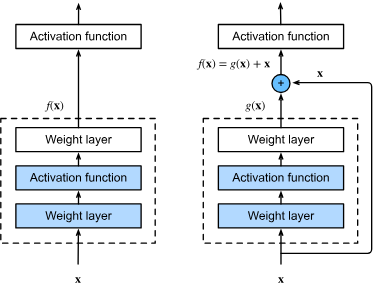 Activation function
f(x)
Weight layer
Activation function
Weight layer
x
Activation function
f(x) = g(x) + x
+
x
g(x)
Weight layer
Activation function
Weight layer
x